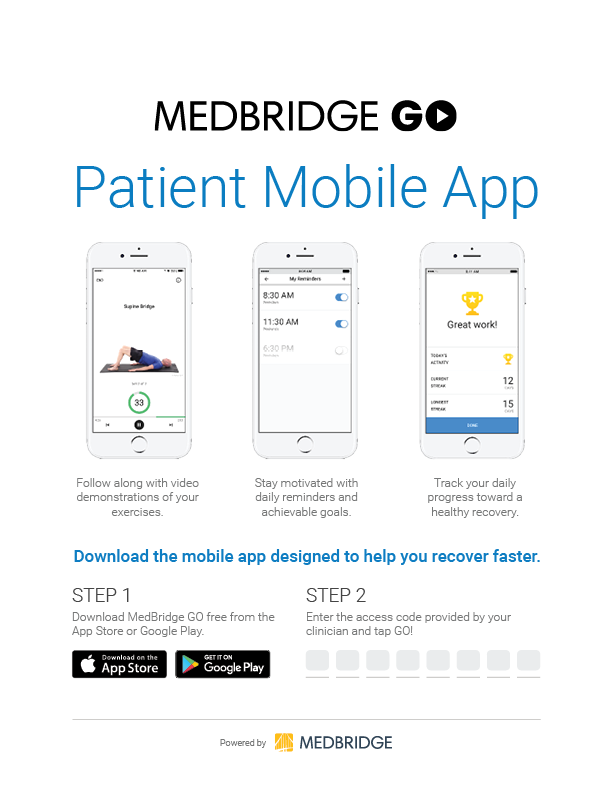 MEDBRIDGE GO
Patient Mobile App
Supine Bridge
33
My Reminders
8:30 AM
Reminders
11:30 AM
Reminders
6:30 PM
Reminders
Great work!
TODAY'S
ACTIVITY
CURRENT
STREAK
12
DAYS
LONGEST
STREAK
15
DAYS
DONE
Follow along with video
demonstrations of your
exercises.
Stay motivated with
daily reminders and
achievable goals.
Track your daily
progress toward a
healthy recovery.
Download the mobile app designed to help you recover faster.
STEP 1
Download MedBridge GO free from the
App Store or Google Play.
Download on the
App Store
GET IT ON
Google Play
STEP 2
Enter the access code provided by your
clinician and tap GO!
Powered by MEDBRIDGE